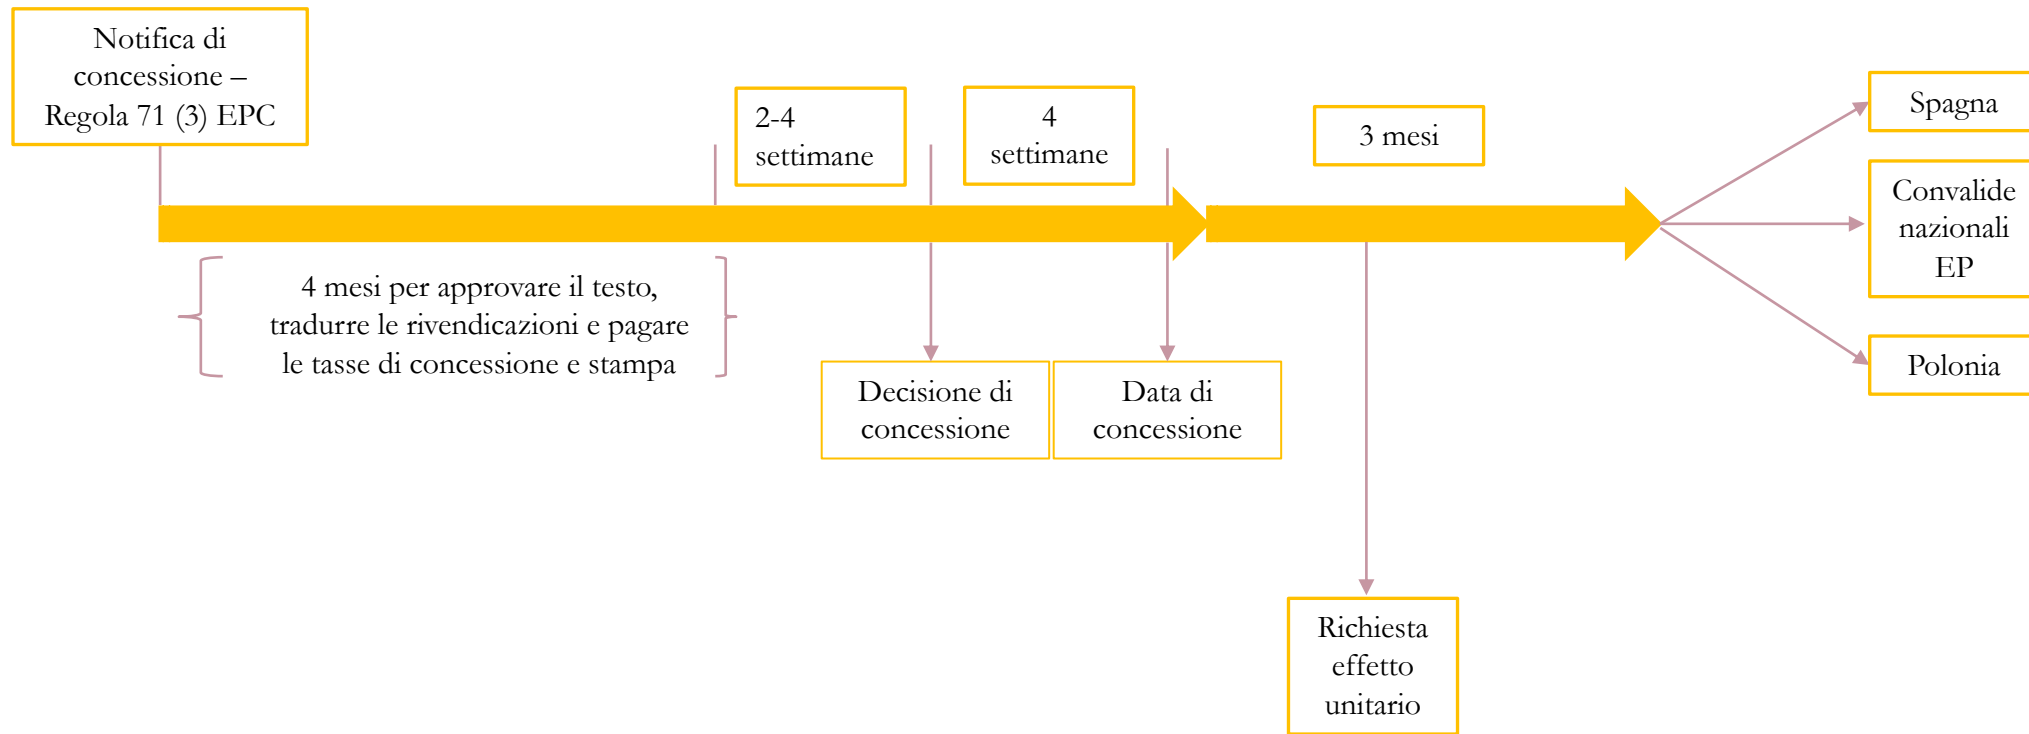 Notifica di
concessione –
Regola 71 (3) EPC
2-4
settimane
4
settimane
3 mesi
Spagna
Convalide
nazionali
EP
Polonia
4 mesi per approvare il testo,
tradurre le rivendicazioni e pagare
le tasse di concessione e stampa
Decisione di
concessione
Data di
concessione
Richiesta
effetto
unitario